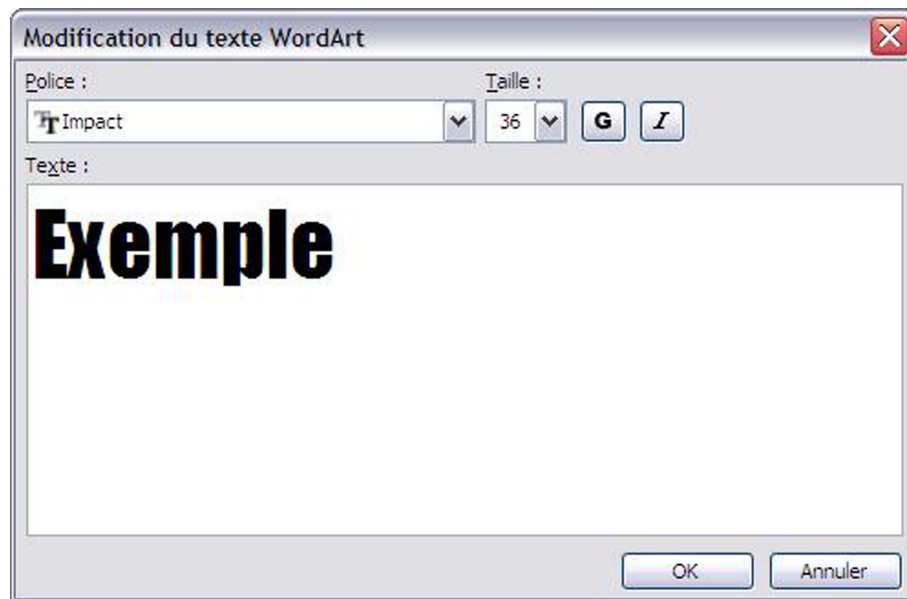 Modification du texte WordArt
Police :
Taille :
Impact
36
G
I
Texte :
Exemple
OK
Annuler